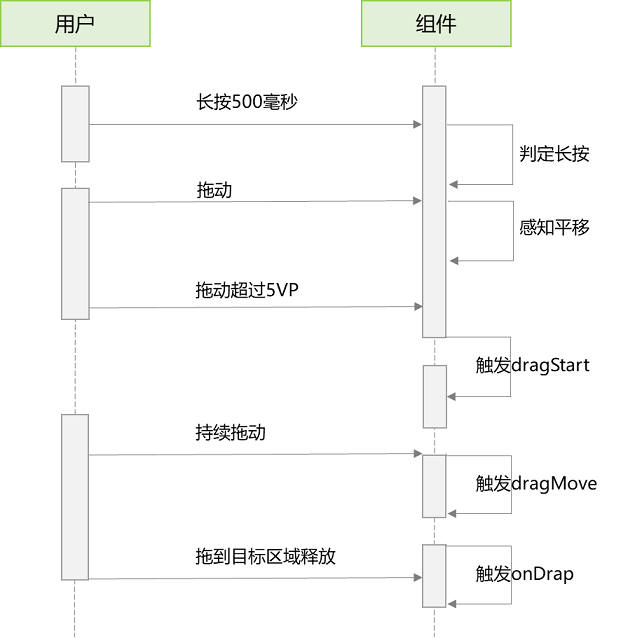 用户
组件
长按500毫秒
判定长按
拖动
感知平移
拖动超过5VP
触发dragStart
持续拖动
触发dragMove
拖到目标区域释放
触发onDrap